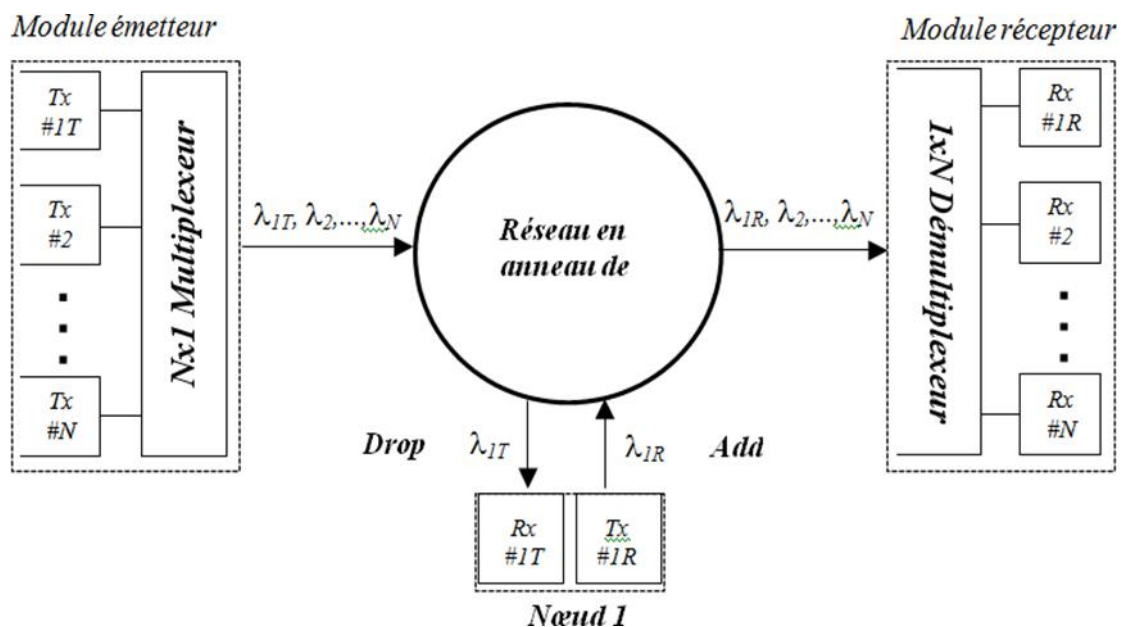 Module émetteur
Module récepteur
Tx
#1T
Tx
#2
Tx
#N
Nx1 Multiplexeur
λ1T, λ2,...,λN
Réseau en
anneau de
λ1R, λ2,...,λN
1xN Démultiplexeur
Rx
#1R
Rx
#2
Rx
#N
Drop
λ1T
λ1R
Add
Rx
#1T
Tx
#1R
Nœud 1